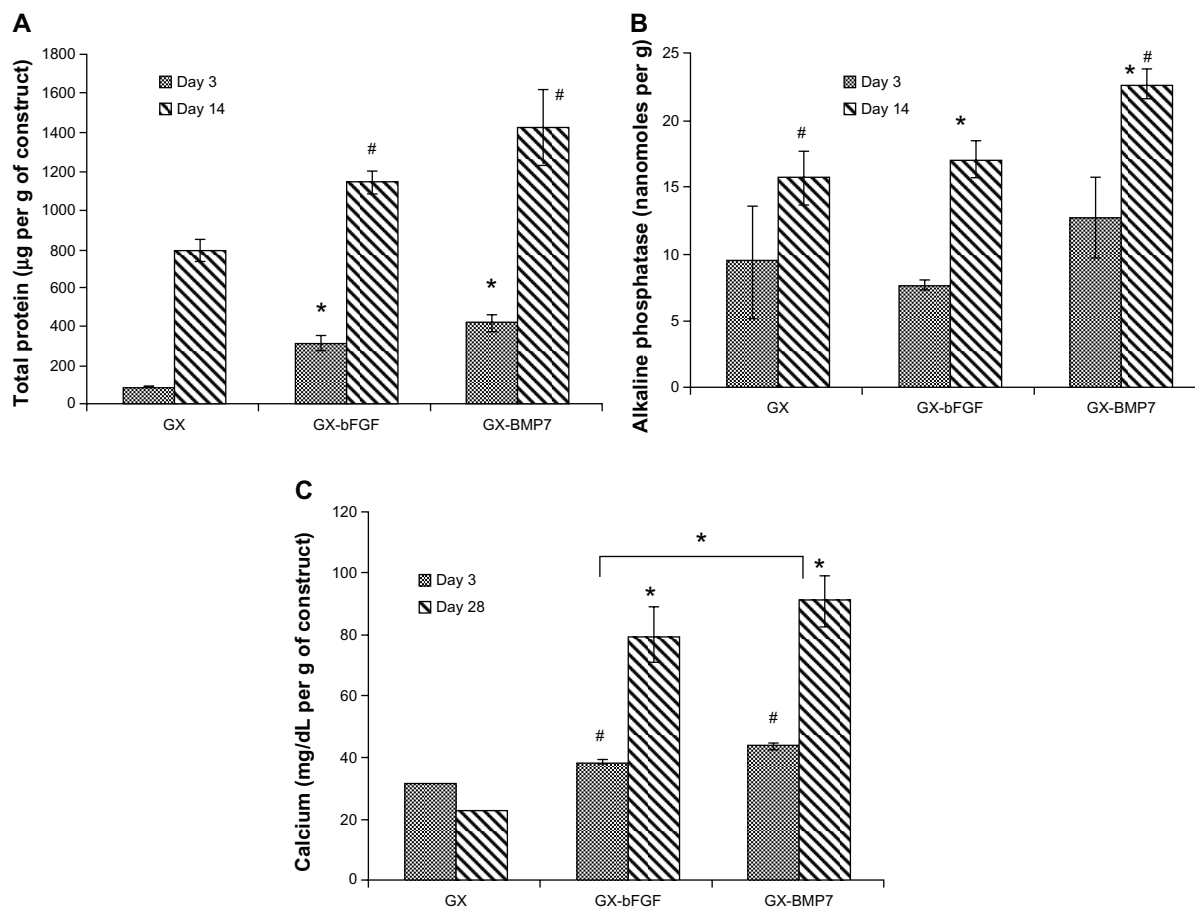 A
Total protein (µg per g of construct)
1800
1600
1400
1200
1000
800
600
400
200
0
Day 3
Day 14
*
#
*
#
GX
GX-bFGF
GX-BMP7
B
Alkaline phosphatase (nanomoles per g)
25
20
15
10
5
0
Day 3
Day 14
#
*
* #
GX
GX-bFGF
GX-BMP7
C
Calcium (mg/dL per g of construct)
120
100
80
60
40
20
0
Day 3
Day 28
*
#
*
#
*
GX
GX-bFGF
GX-BMP7